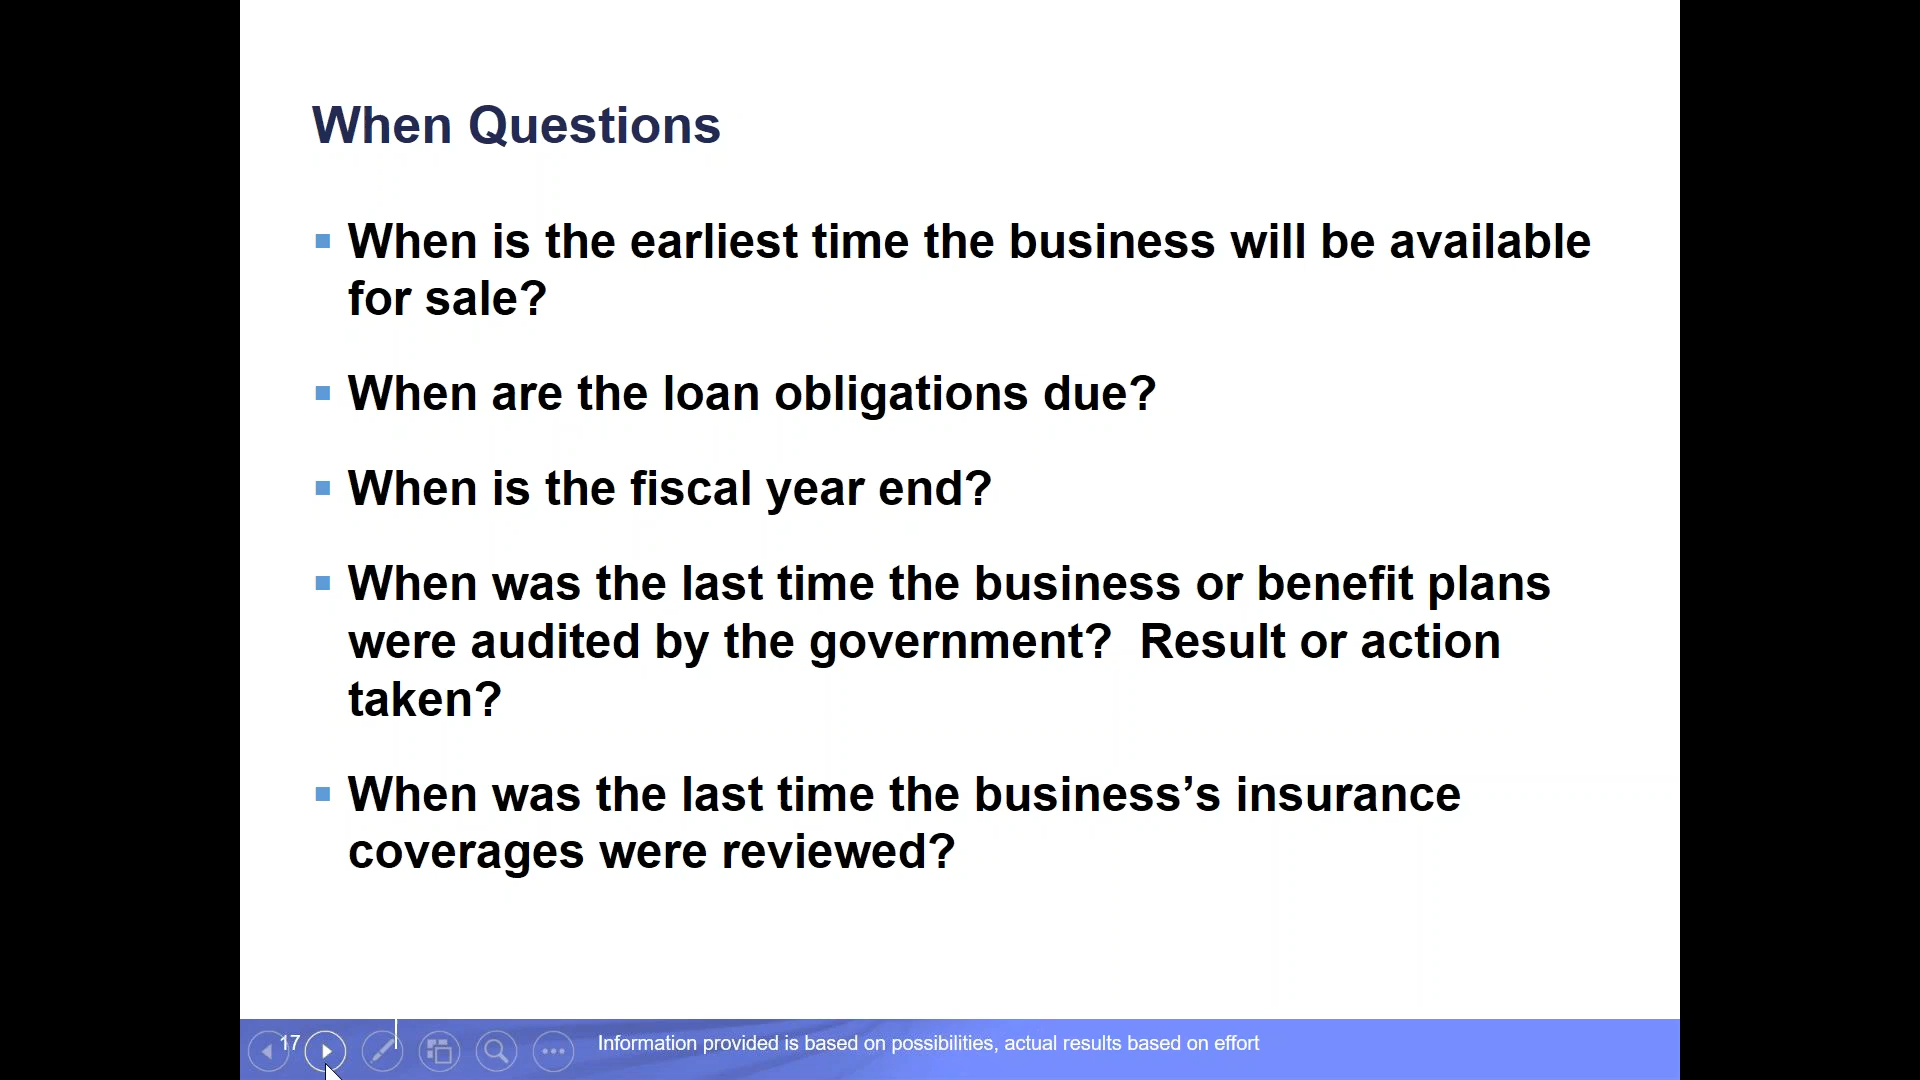 When Questions
When is the earliest time the business will be available
for sale?
When are the loan obligations due?
When is the fiscal year end?
When was the last time the business or benefit plans
were audited by the government?  Result or action
taken?
When was the last time the business’s insurance
coverages were reviewed?
17
Information provided is based on possibilities, actual results based on effort